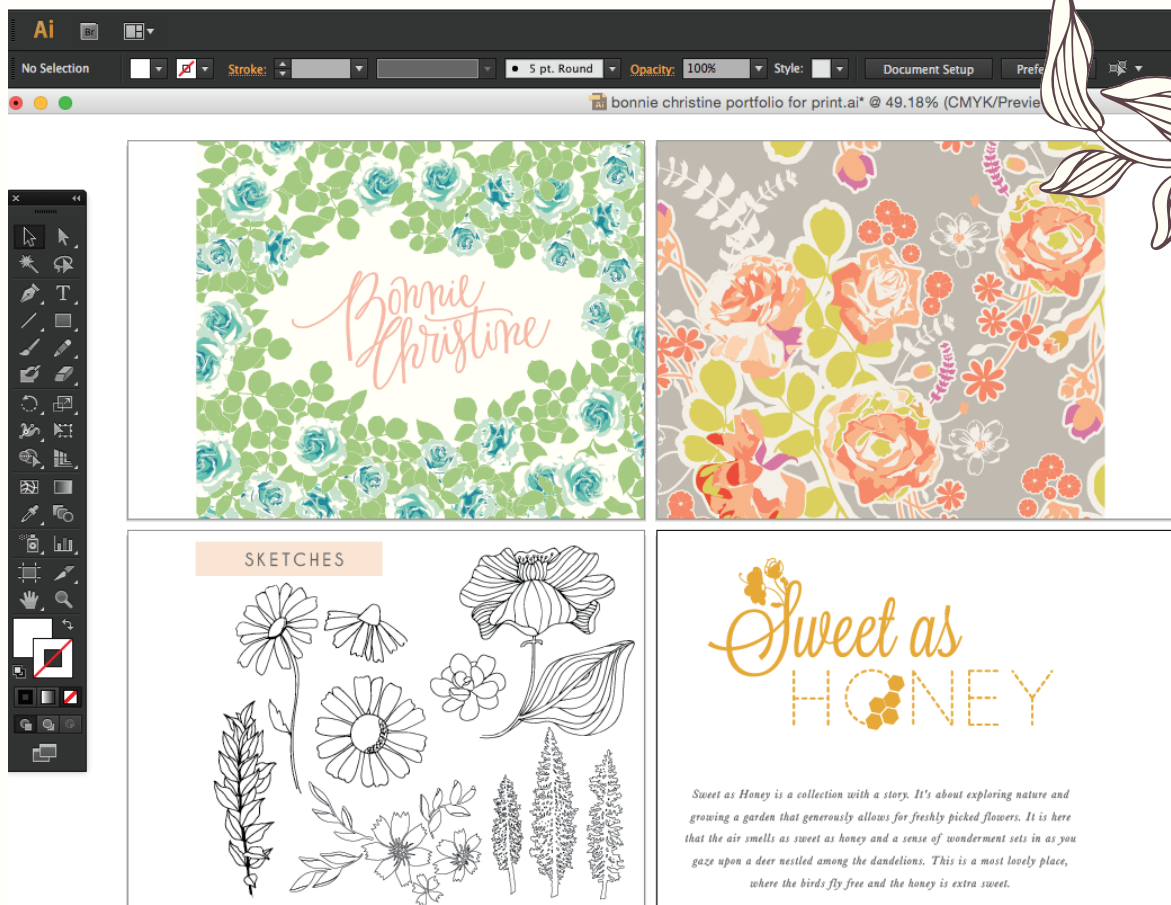 Ai Br
No Selection Stroke: 5 pt. Round Opacity: 100% Style: Document Setup
bonnie christine portfolio for print.ai* @ 49.18% (CMYK/Preview
T
Bonnie
Christine
SKETCHES
Sweet as
HONEY
Sweet as Honey is a collection with a story. It's about exploring nature and
growing a garden that generously allows for freshly picked flowers. It is here
that the air smells as sweet as honey and a sense of wonderment sets in as you
gaze upon a deer nestled among the dandelions. This is a most lovely place,
where the birds fly free and the honey is extra sweet.